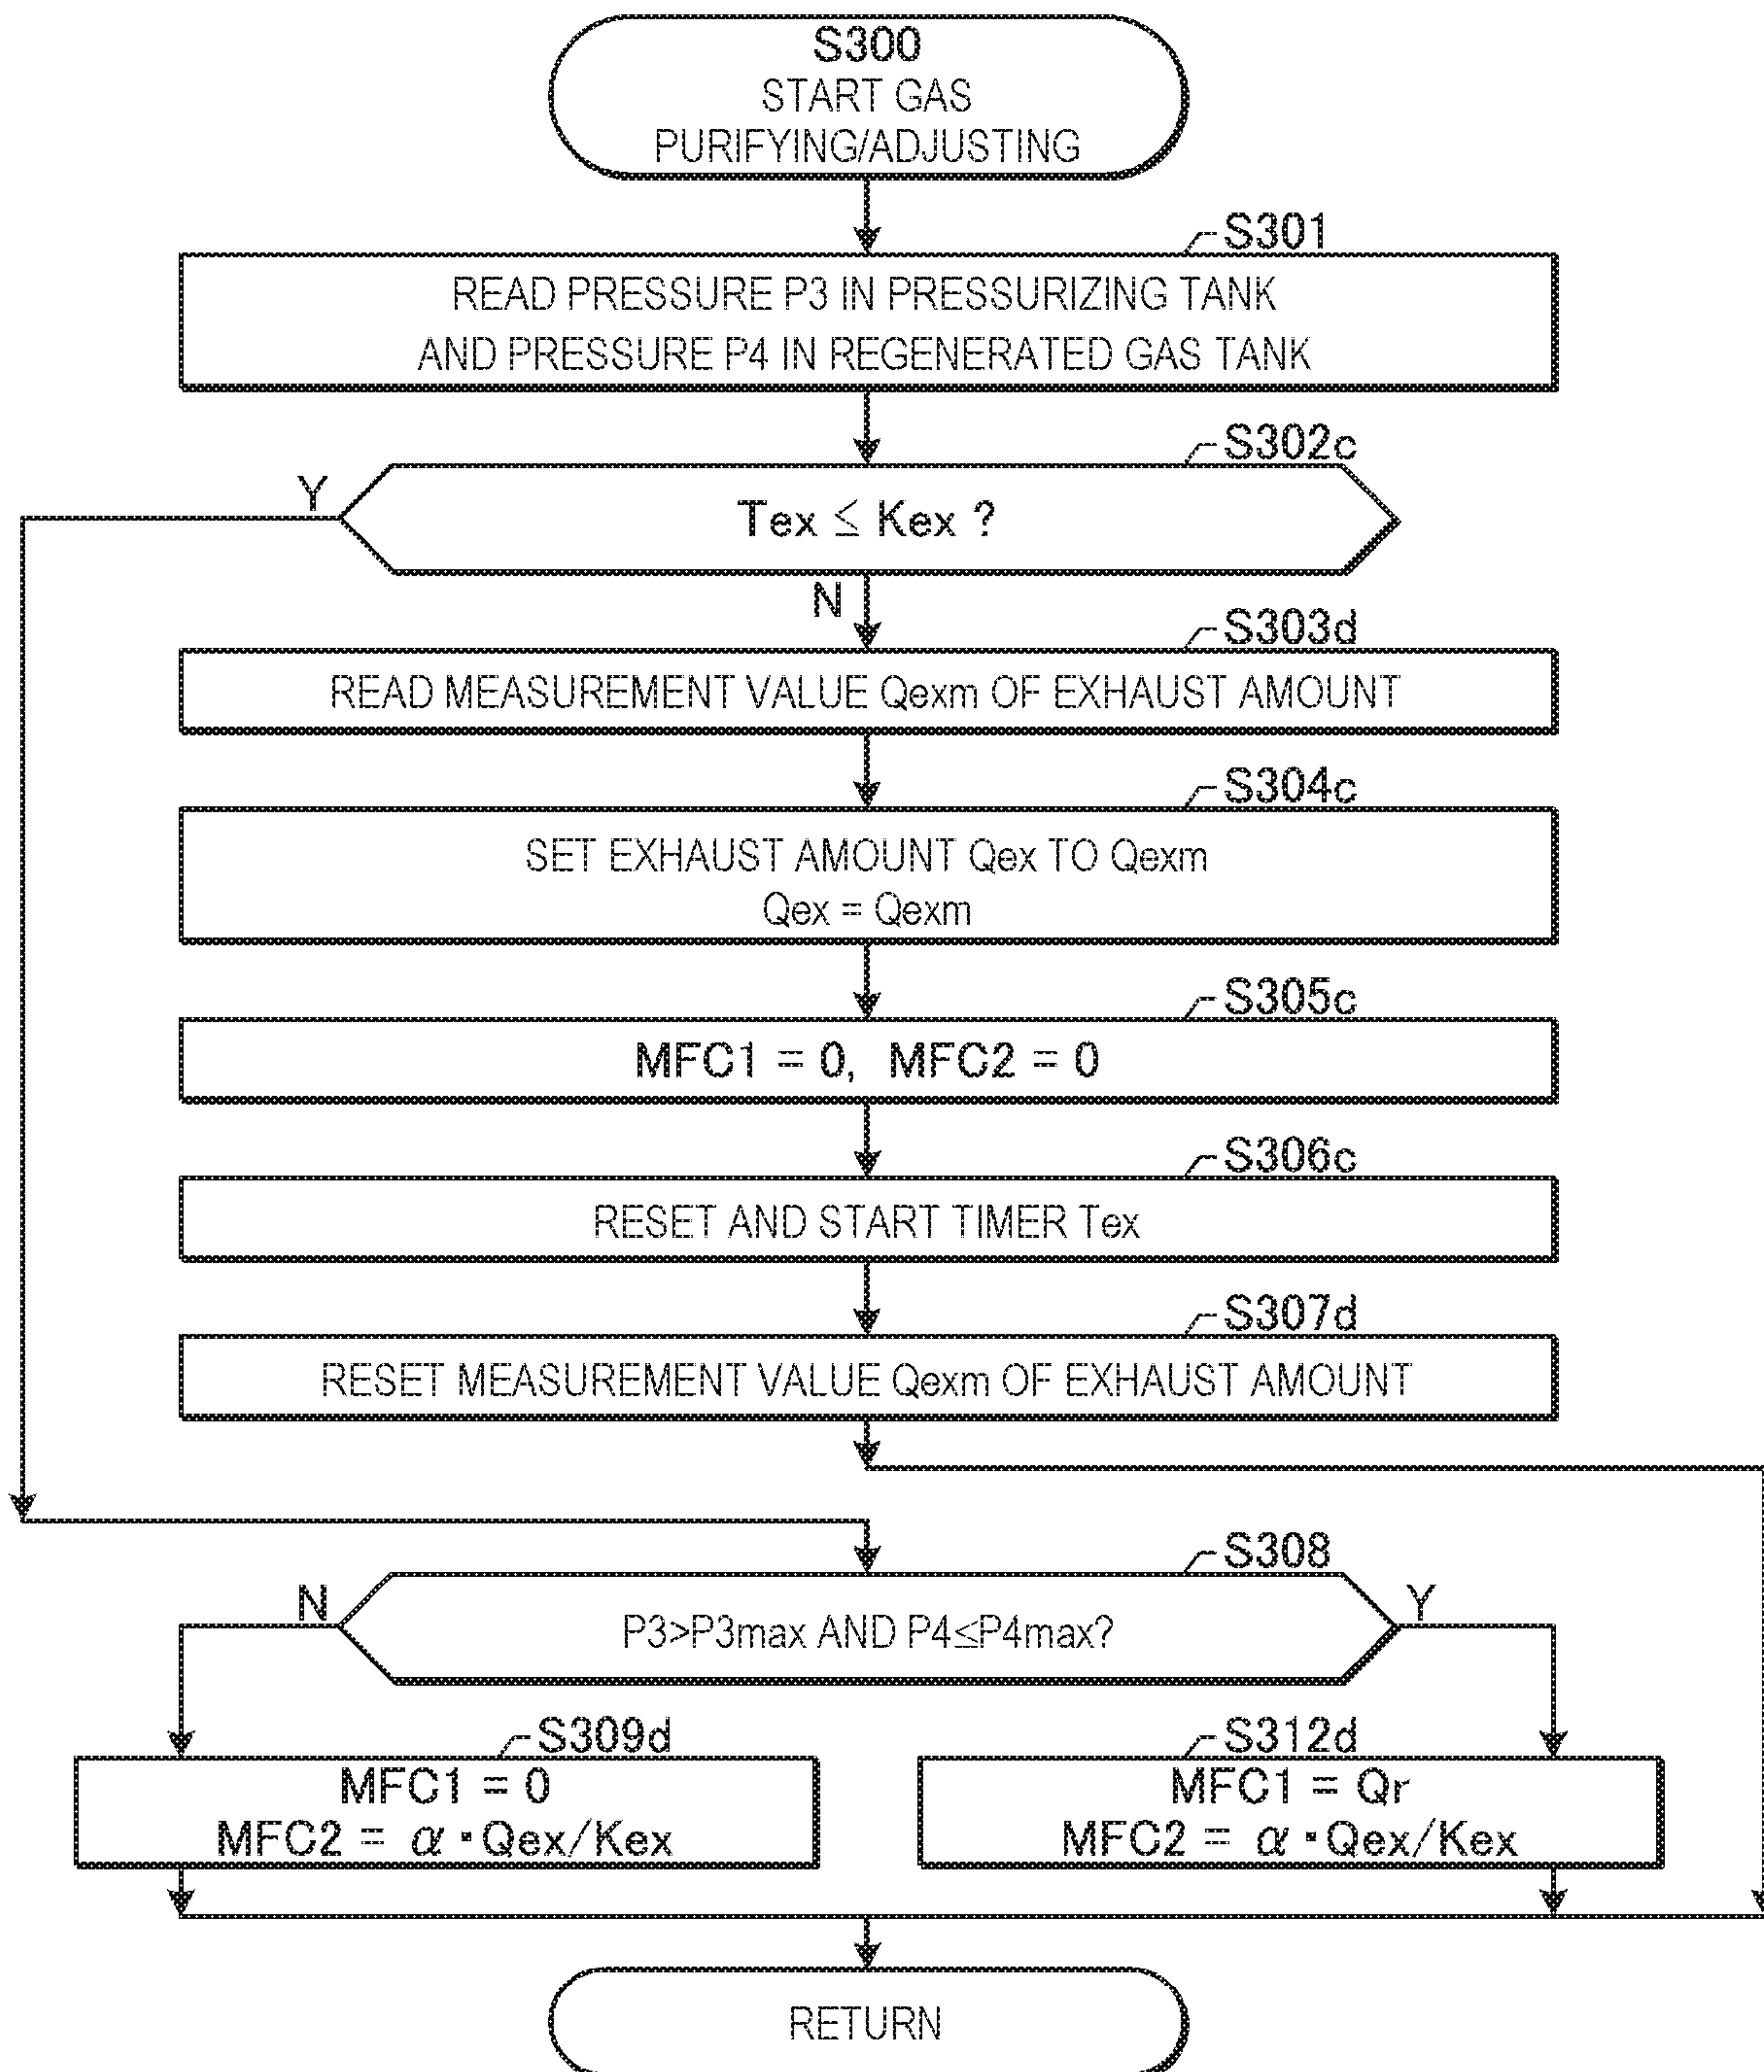 S300
START GAS
PURIFYING/ADJUSTING
S301
READ PRESSURE P3 IN PRESSURIZING TANK
AND PRESSURE P4 IN REGENERATED GAS TANK
S302c
Y
Tex ≦ Kex ?
N
S303d
READ MEASUREMENT VALUE Qexm OF EXHAUST AMOUNT
S304c
SET EXHAUST AMOUNT Qex TO Qexm
Qex = Qexm
S305c
MFC1 = 0, MFC2 = 0
S306c
RESET AND START TIMER Tex
S307d
RESET MEASUREMENT VALUE Qexm OF EXHAUST AMOUNT
S308
N
P3>P3max AND P4≤P4max?
Y
S309d
MFC1 = 0
MFC2 = α・Qex/Kex
S312d
MFC1 = Qr
MFC2 = α・Qex/Kex
RETURN